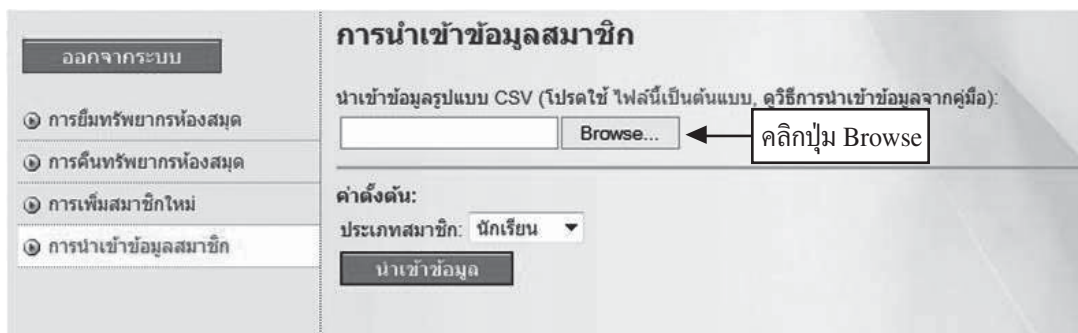 ออกจากระบบ
การยืมทรัพยากรห้องสมุด
การคืนทรัพยากรห้องสมุด
การเพิ่มสมาชิกใหม่
การนำเข้าข้อมูลสมาชิก
การนำเข้าข้อมูลสมาชิก
นำเข้าข้อมูลรูปแบบ CSV (โปรดใช้ ไฟล์นี้เป็นต้นแบบ, ดูวิธีการนำเข้าข้อมูลจากคู่มือ):
Browse...
คลิกปุ่ม Browse
ค่าตั้งต้น:
ประเภทสมาชิก: นักเรียน
นำเข้าข้อมูล